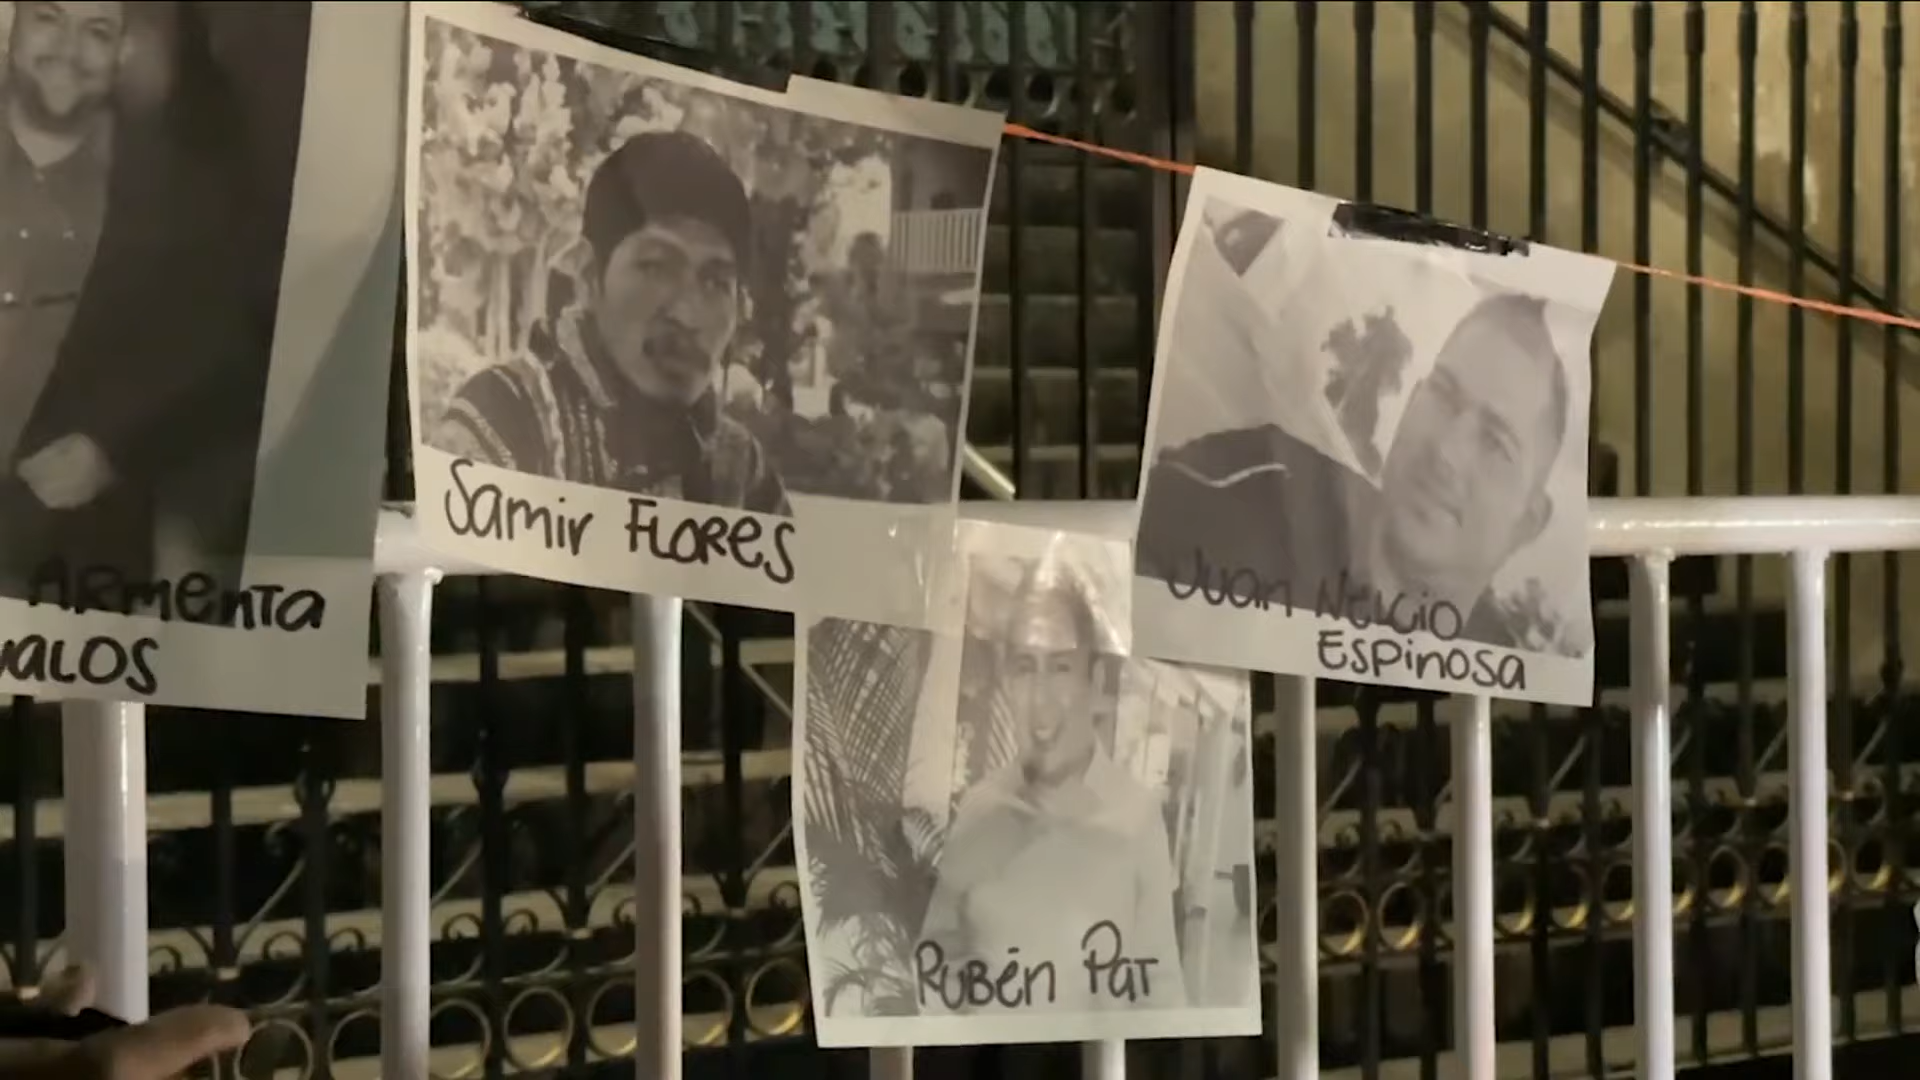 ARmenTa
valOS
Samir FLOReS
Juan Nelcio
Espinosa
Rubén Pat